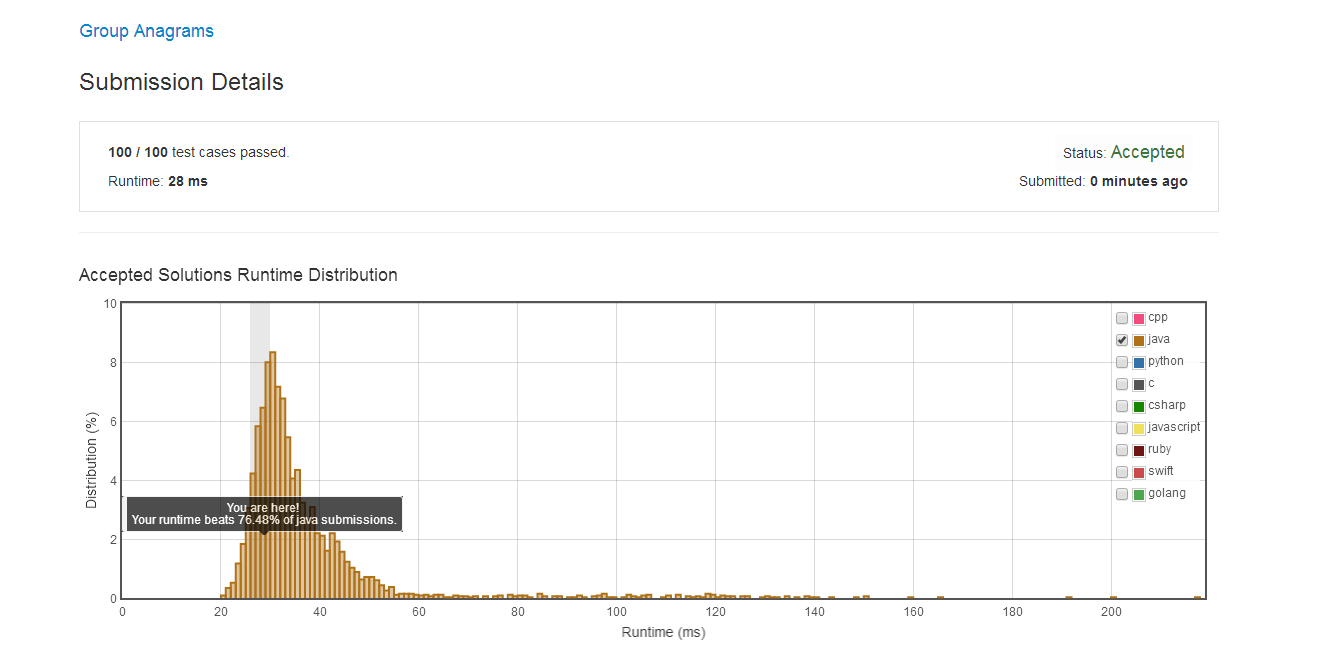 Group Anagrams
Submission Details
100 / 100 test cases passed.
Status: Accepted
Runtime: 28 ms
Submitted: 0 minutes ago
Accepted Solutions Runtime Distribution
10
8
6
4
2
0
Distribution (%)
You are here!
Your runtime beats 76.48% of java submissions.
cpp
java
python
c
csharp
javascript
ruby
swift
golang
0 20 40 60 80 100 120 140 160 180 200
Runtime (ms)